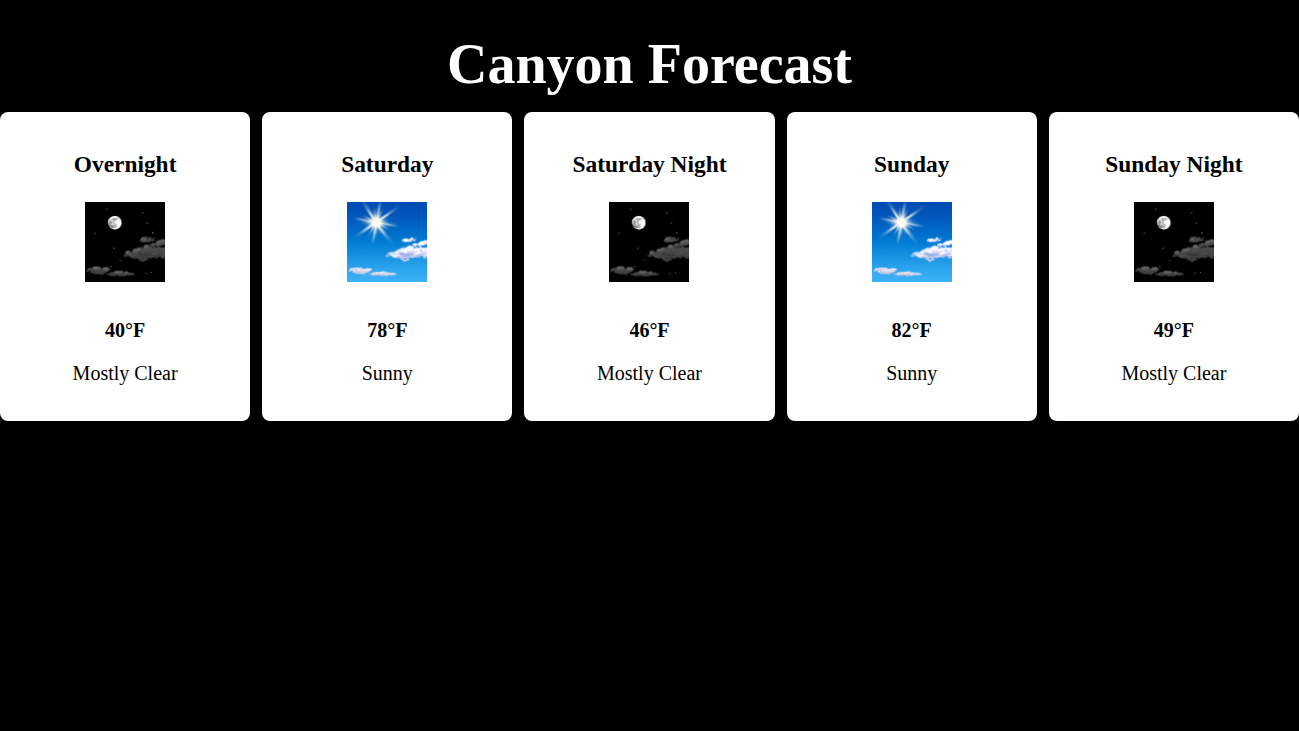 Canyon Forecast
Overnight
40°F
Mostly Clear
Saturday
78°F
Sunny
Saturday Night
46°F
Mostly Clear
Sunday
82°F
Sunny
Sunday Night
49°F
Mostly Clear